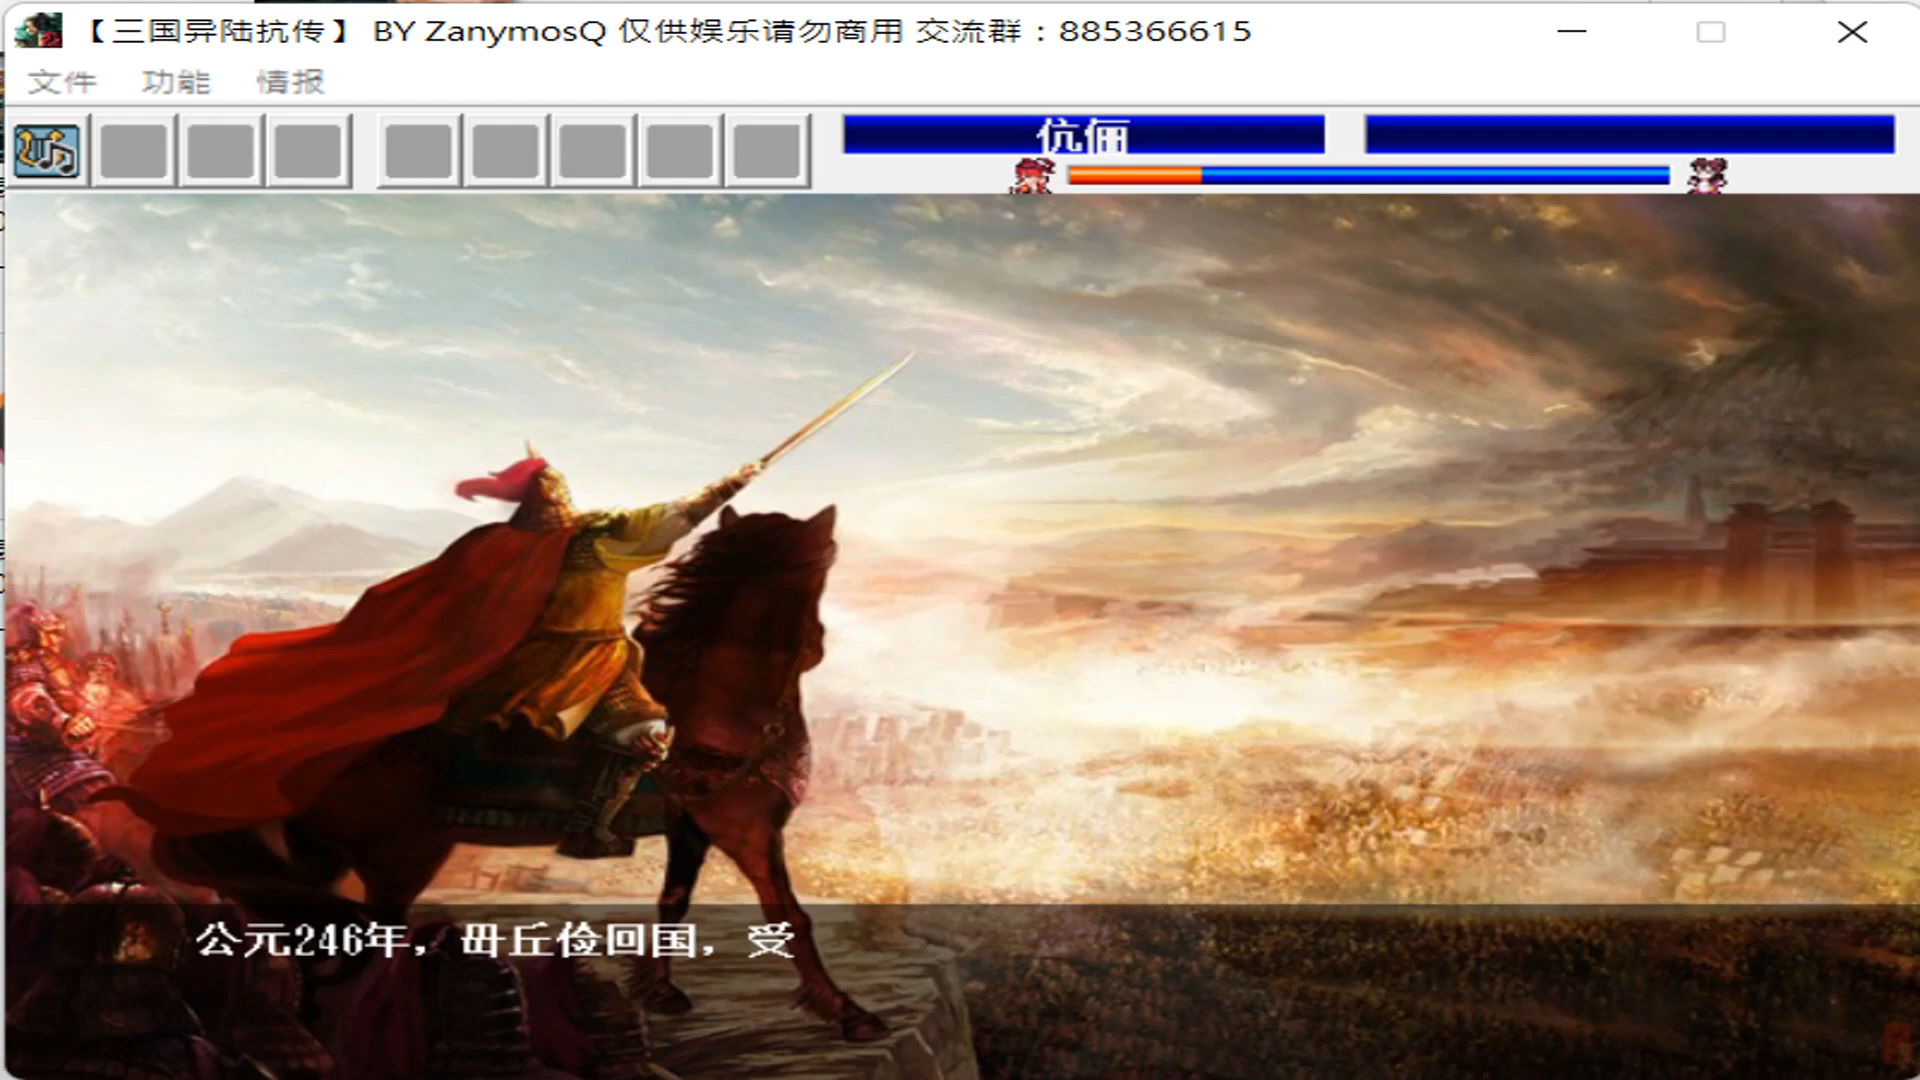 【三国异陆抗传】 BY ZanymosQ 仅供娱乐请勿商用 交流群：885366615
文件 功能 情报
伉俪
公元246年，毌丘俭回国，受